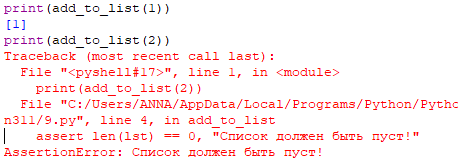 print(add_to_list(1))
[1]
print(add_to_list(2))
Traceback (most recent call last):
File "<pyshell#17>", line 1, in <module>
print(add_to_list(2))
File "C:/Users/ANNA/AppData/Local/Programs/Python/Pytho
n311/9.py", line 4, in add_to_list
assert len(lst) == 0, "Список должен быть пуст!"
AssertionError: Список должен быть пуст!